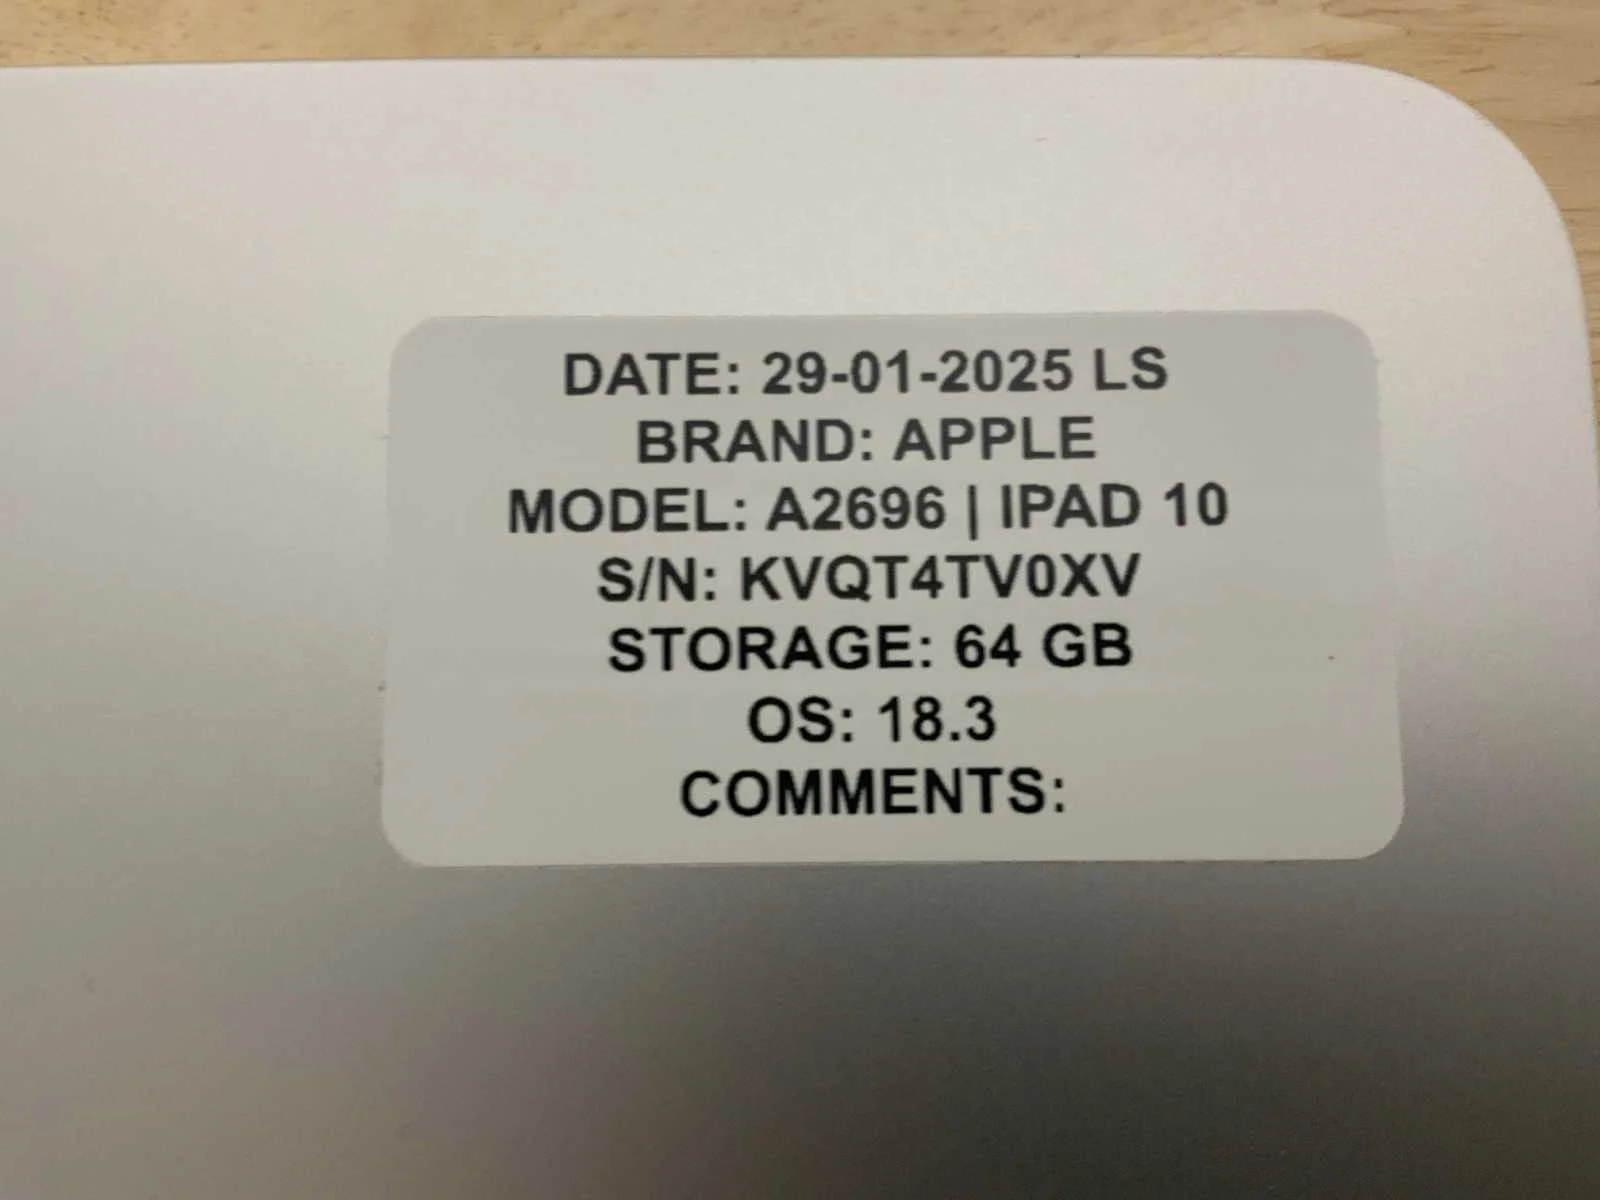 DATE: 29-01-2025 LS
BRAND: APPLE
MODEL: A2696 | IPAD 10
S/N: KVQT4TV0XV
STORAGE: 64 GB
OS: 18.3
COMMENTS: